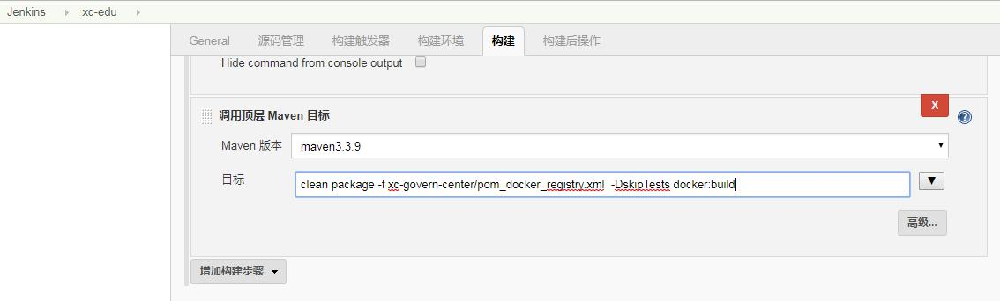 Jenkins xc-edu
General 源码管理 构建触发器 构建环境 构建 构建后操作
Hide command from console output
调用顶层 Maven 目标
X
?
Maven 版本 maven3.3.9
目标 clean package -f xc-govern-center/pom_docker_registry.xml -DskipTests docker:build
高级...
增加构建步骤